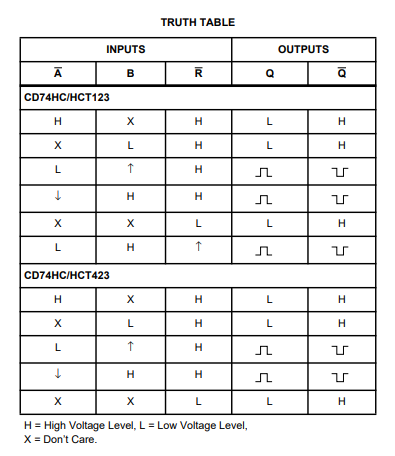 TRUTH TABLE
INPUTS OUTPUTS
A̅ B R̅ Q Q̅
CD74HC/HCT123
H X H L H
X L H L H
L ↑ H
↓ H H
X X L L H
L H ↑
CD74HC/HCT423
H X H L H
X L H L H
L ↑ H
↓ H H
X X L L H
H = High Voltage Level, L = Low Voltage Level,
X = Don't Care.